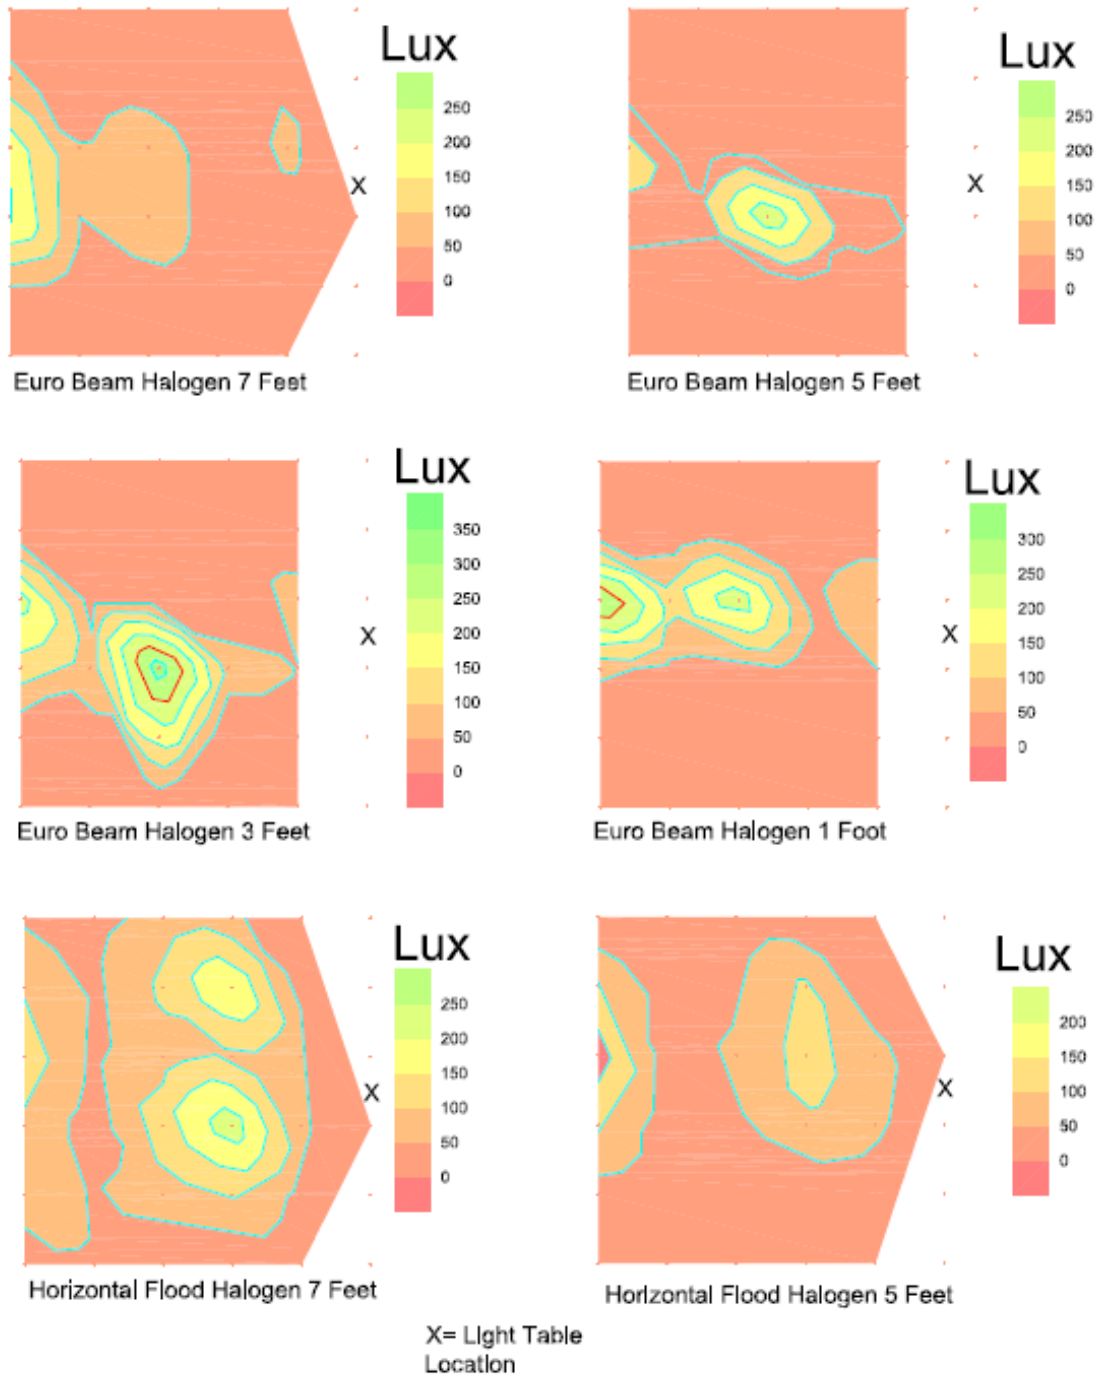 Lux
250
200
150
100
50
0
X
Euro Beam Halogen 7 Feet
Lux
250
200
150
100
50
0
X
Euro Beam Halogen 5 Feet
Lux
350
300
250
200
150
100
50
0
X
Euro Beam Halogen 3 Feet
Lux
300
250
200
150
100
50
0
X
Euro Beam Halogen 1 Foot
Lux
250
200
150
100
50
0
X
Horizontal Flood Halogen 7 Feet
Lux
200
150
100
50
0
X
Horizontal Flood Halogen 5 Feet
X= Light Table
Location